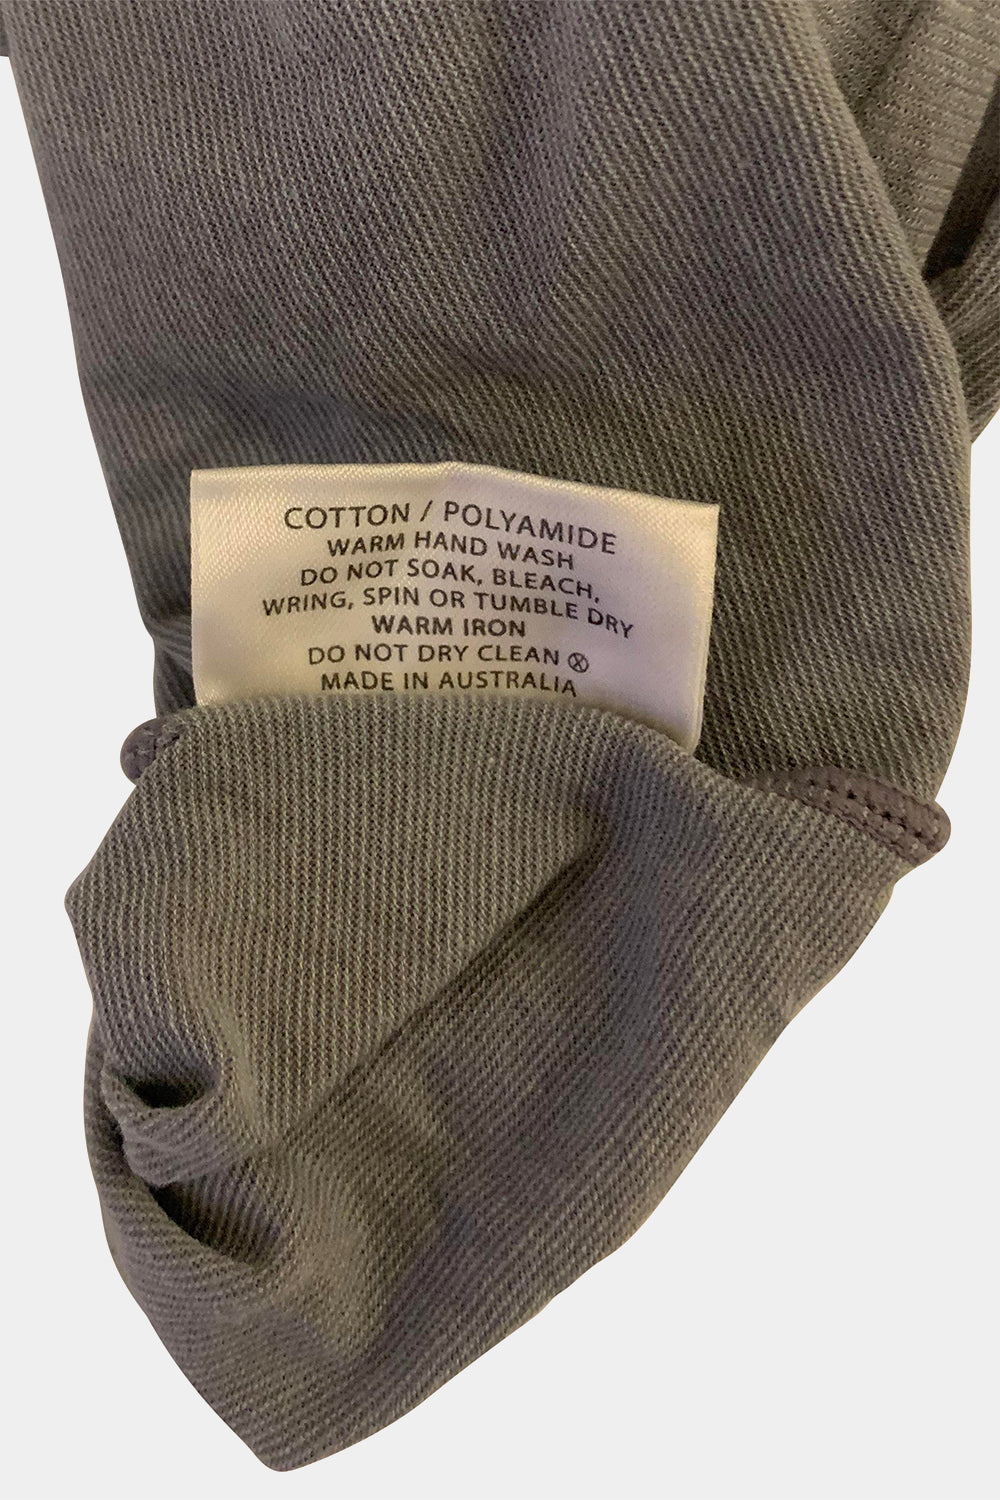 COTTON / POLYAMIDE
WARM HAND WASH
DO NOT SOAK, BLEACH,
WRING, SPIN OR TUMBLE DRY
WARM IRON
DO NOT DRY CLEAN Ⓧ
MADE IN AUSTRALIA